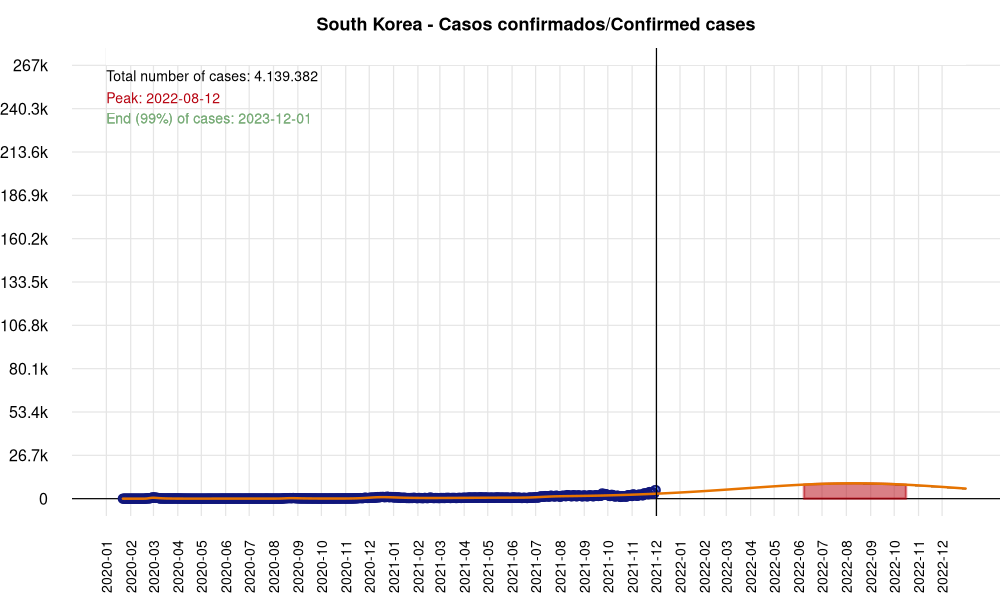 South Korea - Casos confirmados/Confirmed cases
Total number of cases: 4.139.382
Peak: 2022-08-12
End (99%) of cases: 2023-12-01
267k
240.3k
213.6k
186.9k
160.2k
133.5k
106.8k
80.1k
53.4k
26.7k
0
2020-01
2020-02
2020-03
2020-04
2020-05
2020-06
2020-07
2020-08
2020-09
2020-10
2020-11
2020-12
2021-01
2021-02
2021-03
2021-04
2021-05
2021-06
2021-07
2021-08
2021-09
2021-10
2021-11
2021-12
2022-01
2022-02
2022-03
2022-04
2022-05
2022-06
2022-07
2022-08
2022-09
2022-10
2022-11
2022-12